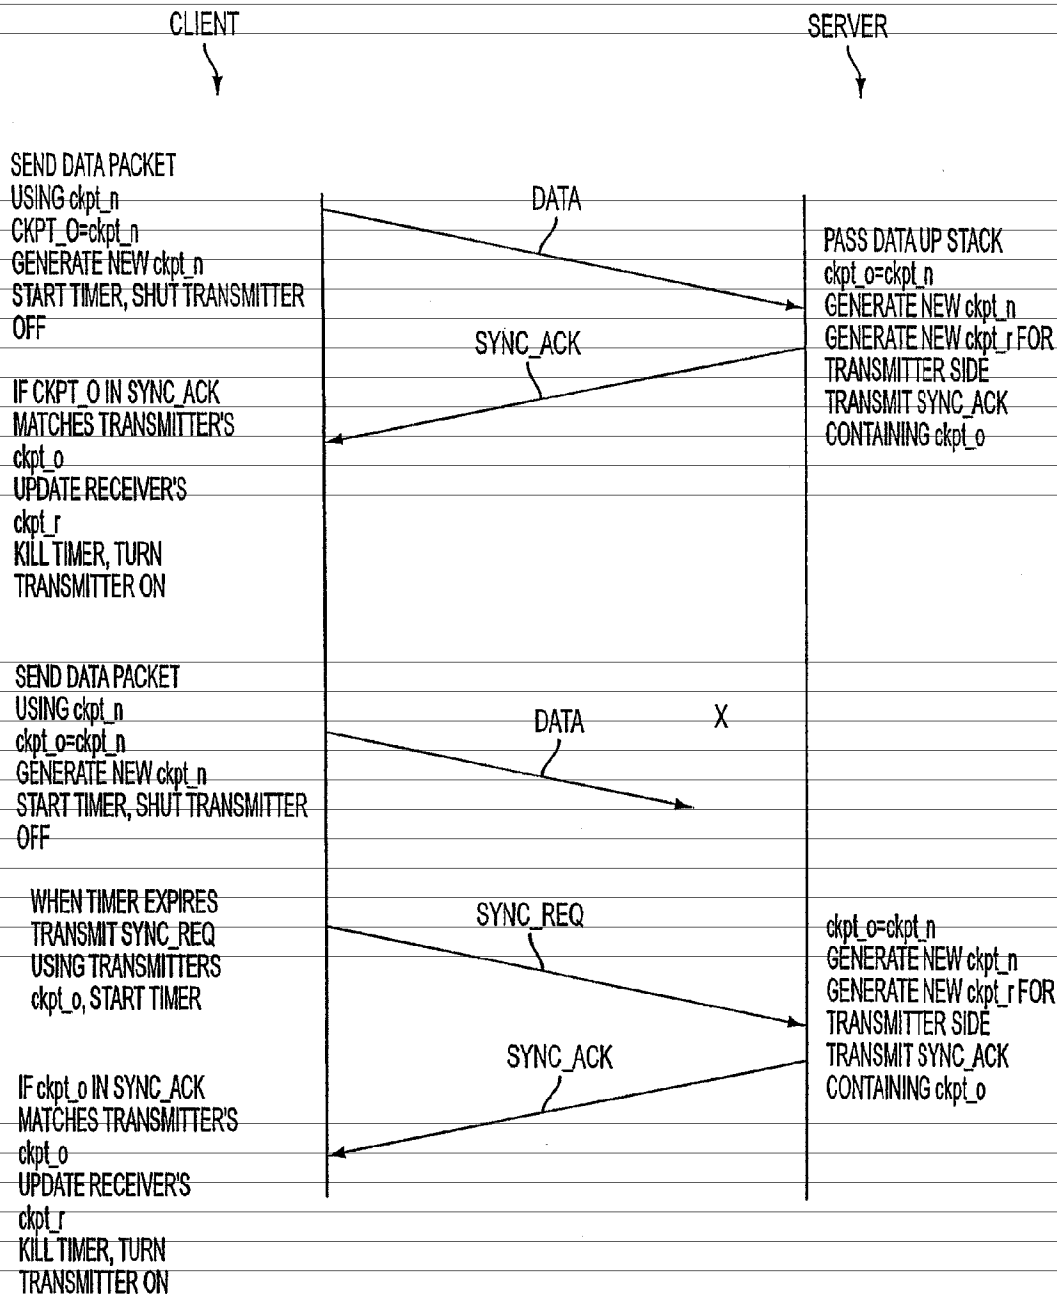 CLIENT
SERVER
SEND DATA PACKET
USING ckpt_n
CKPT_O=ckpt_n
GENERATE NEW ckpt_n
START TIMER, SHUT TRANSMITTER
OFF
DATA
PASS DATA UP STACK
ckpt_o=ckpt_n
GENERATE NEW ckpt_n
GENERATE NEW ckpt_r FOR
TRANSMITTER SIDE
TRANSMIT SYNC_ACK
CONTAINING ckpt_o
SYNC_ACK
IF CKPT_O IN SYNC_ACK
MATCHES TRANSMITTER'S
ckpt_o
UPDATE RECEIVER'S
ckpt_r
KILL TIMER, TURN
TRANSMITTER ON
SEND DATA PACKET
USING ckpt_n
ckpt_o=ckpt_n
GENERATE NEW ckpt_n
START TIMER, SHUT TRANSMITTER
OFF
DATA
X
WHEN TIMER EXPIRES
TRANSMIT SYNC_REQ
USING TRANSMITTERS
ckpt_o, START TIMER
SYNC_REQ
ckpt_o=ckpt_n
GENERATE NEW ckpt_n
GENERATE NEW ckpt_r FOR
TRANSMITTER SIDE
TRANSMIT SYNC_ACK
CONTAINING ckpt_o
SYNC_ACK
IF ckpt_o IN SYNC_ACK
MATCHES TRANSMITTER'S
ckpt_o
UPDATE RECEIVER'S
ckpt_r
KILL TIMER, TURN
TRANSMITTER ON